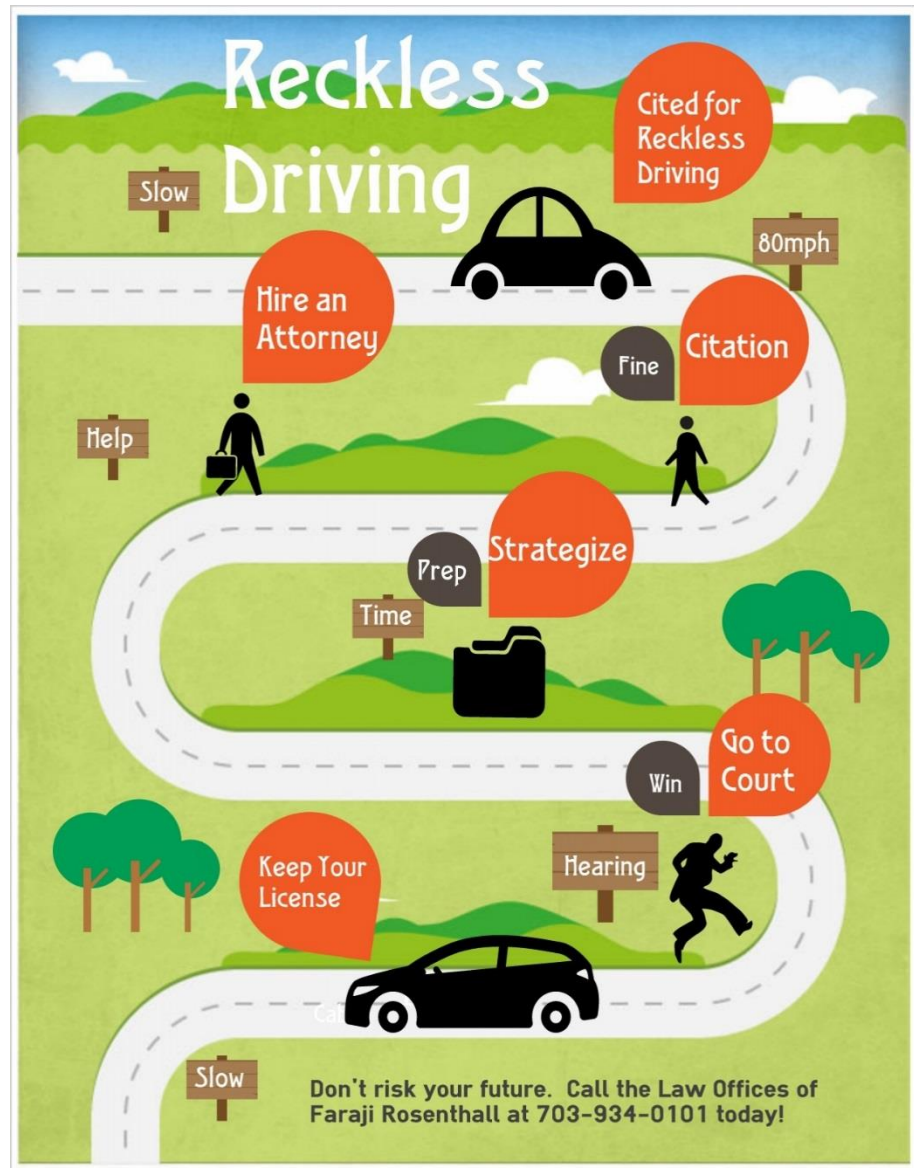 Reckless
Driving
Cited for
Reckless
Driving
Slow
80mph
Hire an
Attorney
Fine
Citation
Help
Strategize
Prep
Time
Go to
Court
Win
Hearing
Keep Your
License
Slow
Don't risk your future. Call the Law Offices of
Faraji Rosenthall at 703-934-0101 today!